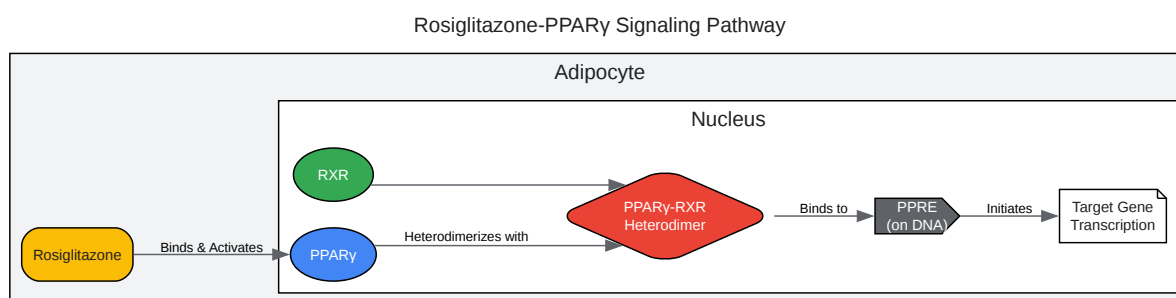 Rosiglitazone-PPARγ Signaling Pathway
Adipocyte
Nucleus
RXR
PPARγ-RXR
Heterodimer
Binds to
PPRE
(on DNA)
Initiates
Target Gene
Transcription
Rosiglitazone
Binds & Activates
PPARγ
Heterodimerizes with